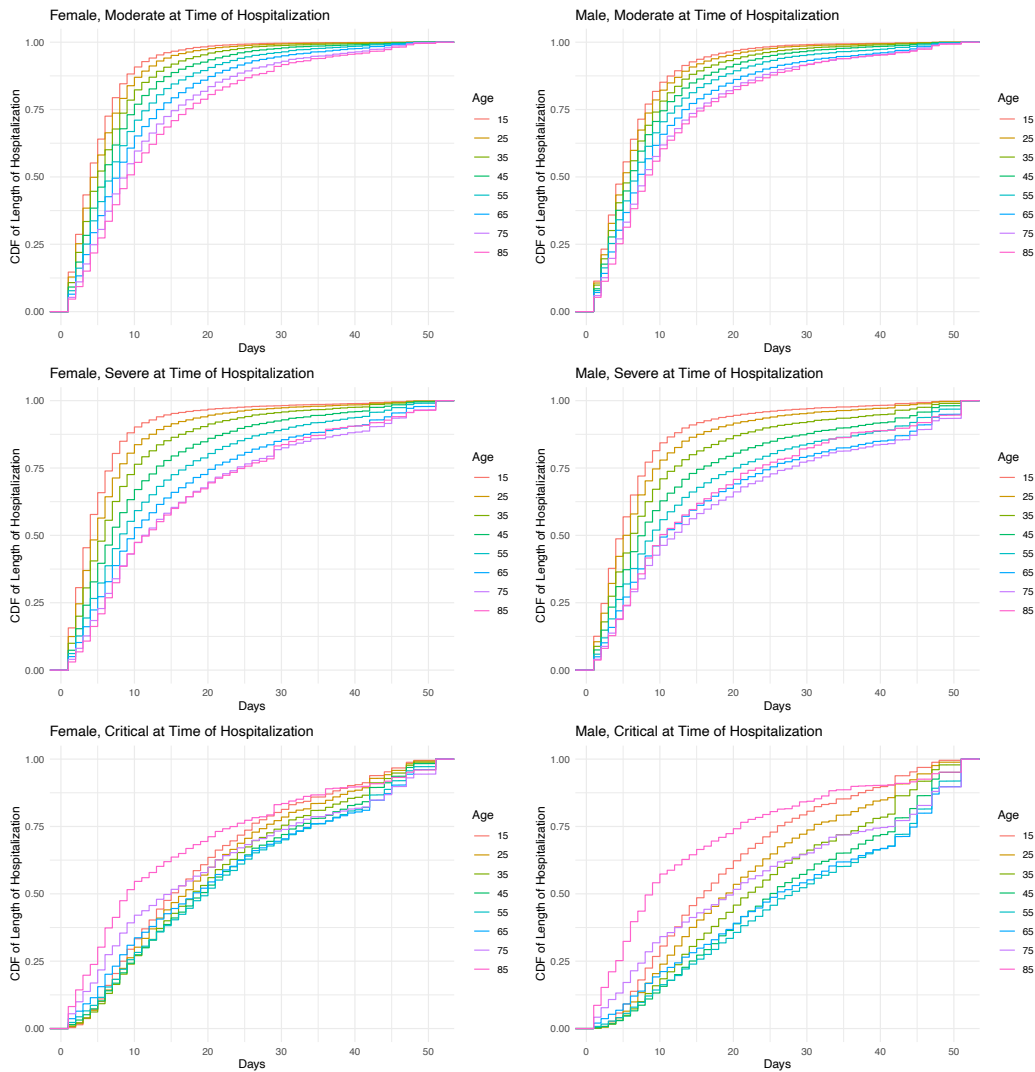 Female, Moderate at Time of Hospitalization
CDF of Length of Hospitalization
1.00
0.75
0.50
0.25
0.00
0 10 20 30 40 50
Days
Age
15
25
35
45
55
65
75
85
Male, Moderate at Time of Hospitalization
CDF of Length of Hospitalization
1.00
0.75
0.50
0.25
0.00
0 10 20 30 40 50
Days
Age
15
25
35
45
55
65
75
85
Female, Severe at Time of Hospitalization
CDF of Length of Hospitalization
1.00
0.75
0.50
0.25
0.00
0 10 20 30 40 50
Days
Age
15
25
35
45
55
65
75
85
Male, Severe at Time of Hospitalization
CDF of Length of Hospitalization
1.00
0.75
0.50
0.25
0.00
0 10 20 30 40 50
Days
Age
15
25
35
45
55
65
75
85
Female, Critical at Time of Hospitalization
CDF of Length of Hospitalization
1.00
0.75
0.50
0.25
0.00
0 10 20 30 40 50
Days
Age
15
25
35
45
55
65
75
85
Male, Critical at Time of Hospitalization
CDF of Length of Hospitalization
1.00
0.75
0.50
0.25
0.00
0 10 20 30 40 50
Days
Age
15
25
35
45
55
65
75
85